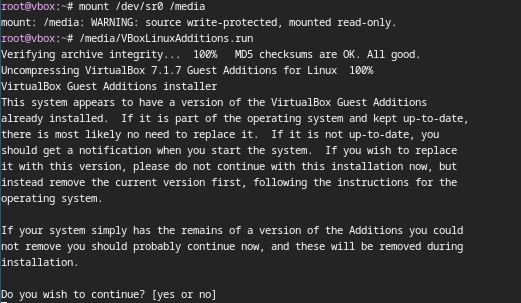 root@vbox:~# mount /dev/sr0 /media
mount: /media: WARNING: source write-protected, mounted read-only.
root@vbox:~# /media/VBoxLinuxAdditions.run
Verifying archive integrity...  100%   MD5 checksums are OK. All good.
Uncompressing VirtualBox 7.1.7 Guest Additions for Linux  100%
VirtualBox Guest Additions installer
This system appears to have a version of the VirtualBox Guest Additions
already installed.  If it is part of the operating system and kept up-to-date,
there is most likely no need to replace it.  If it is not up-to-date, you
should get a notification when you start the system.  If you wish to replace
it with this version, please do not continue with this installation now, but
instead remove the current version first, following the instructions for the
operating system.

If your system simply has the remains of a version of the Additions you could
not remove you should probably continue now, and these will be removed during
installation.

Do you wish to continue? [yes or no]